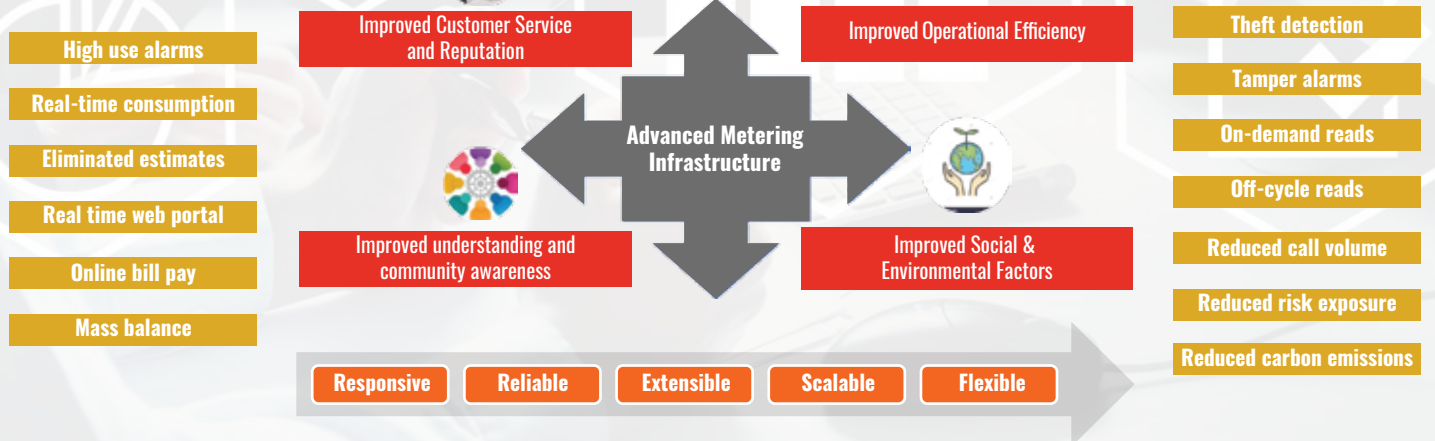 High use alarms
Real-time consumption
Eliminated estimates
Real time web portal
Online bill pay
Mass balance
Improved Customer Service
and Reputation
Improved Operational Efficiency
Advanced Metering
Infrastructure
Improved understanding and
community awareness
Improved Social &
Environmental Factors
Responsive
Reliable
Extensible
Scalable
Flexible
Theft detection
Tamper alarms
On-demand reads
Off-cycle reads
Reduced call volume
Reduced risk exposure
Reduced carbon emissions